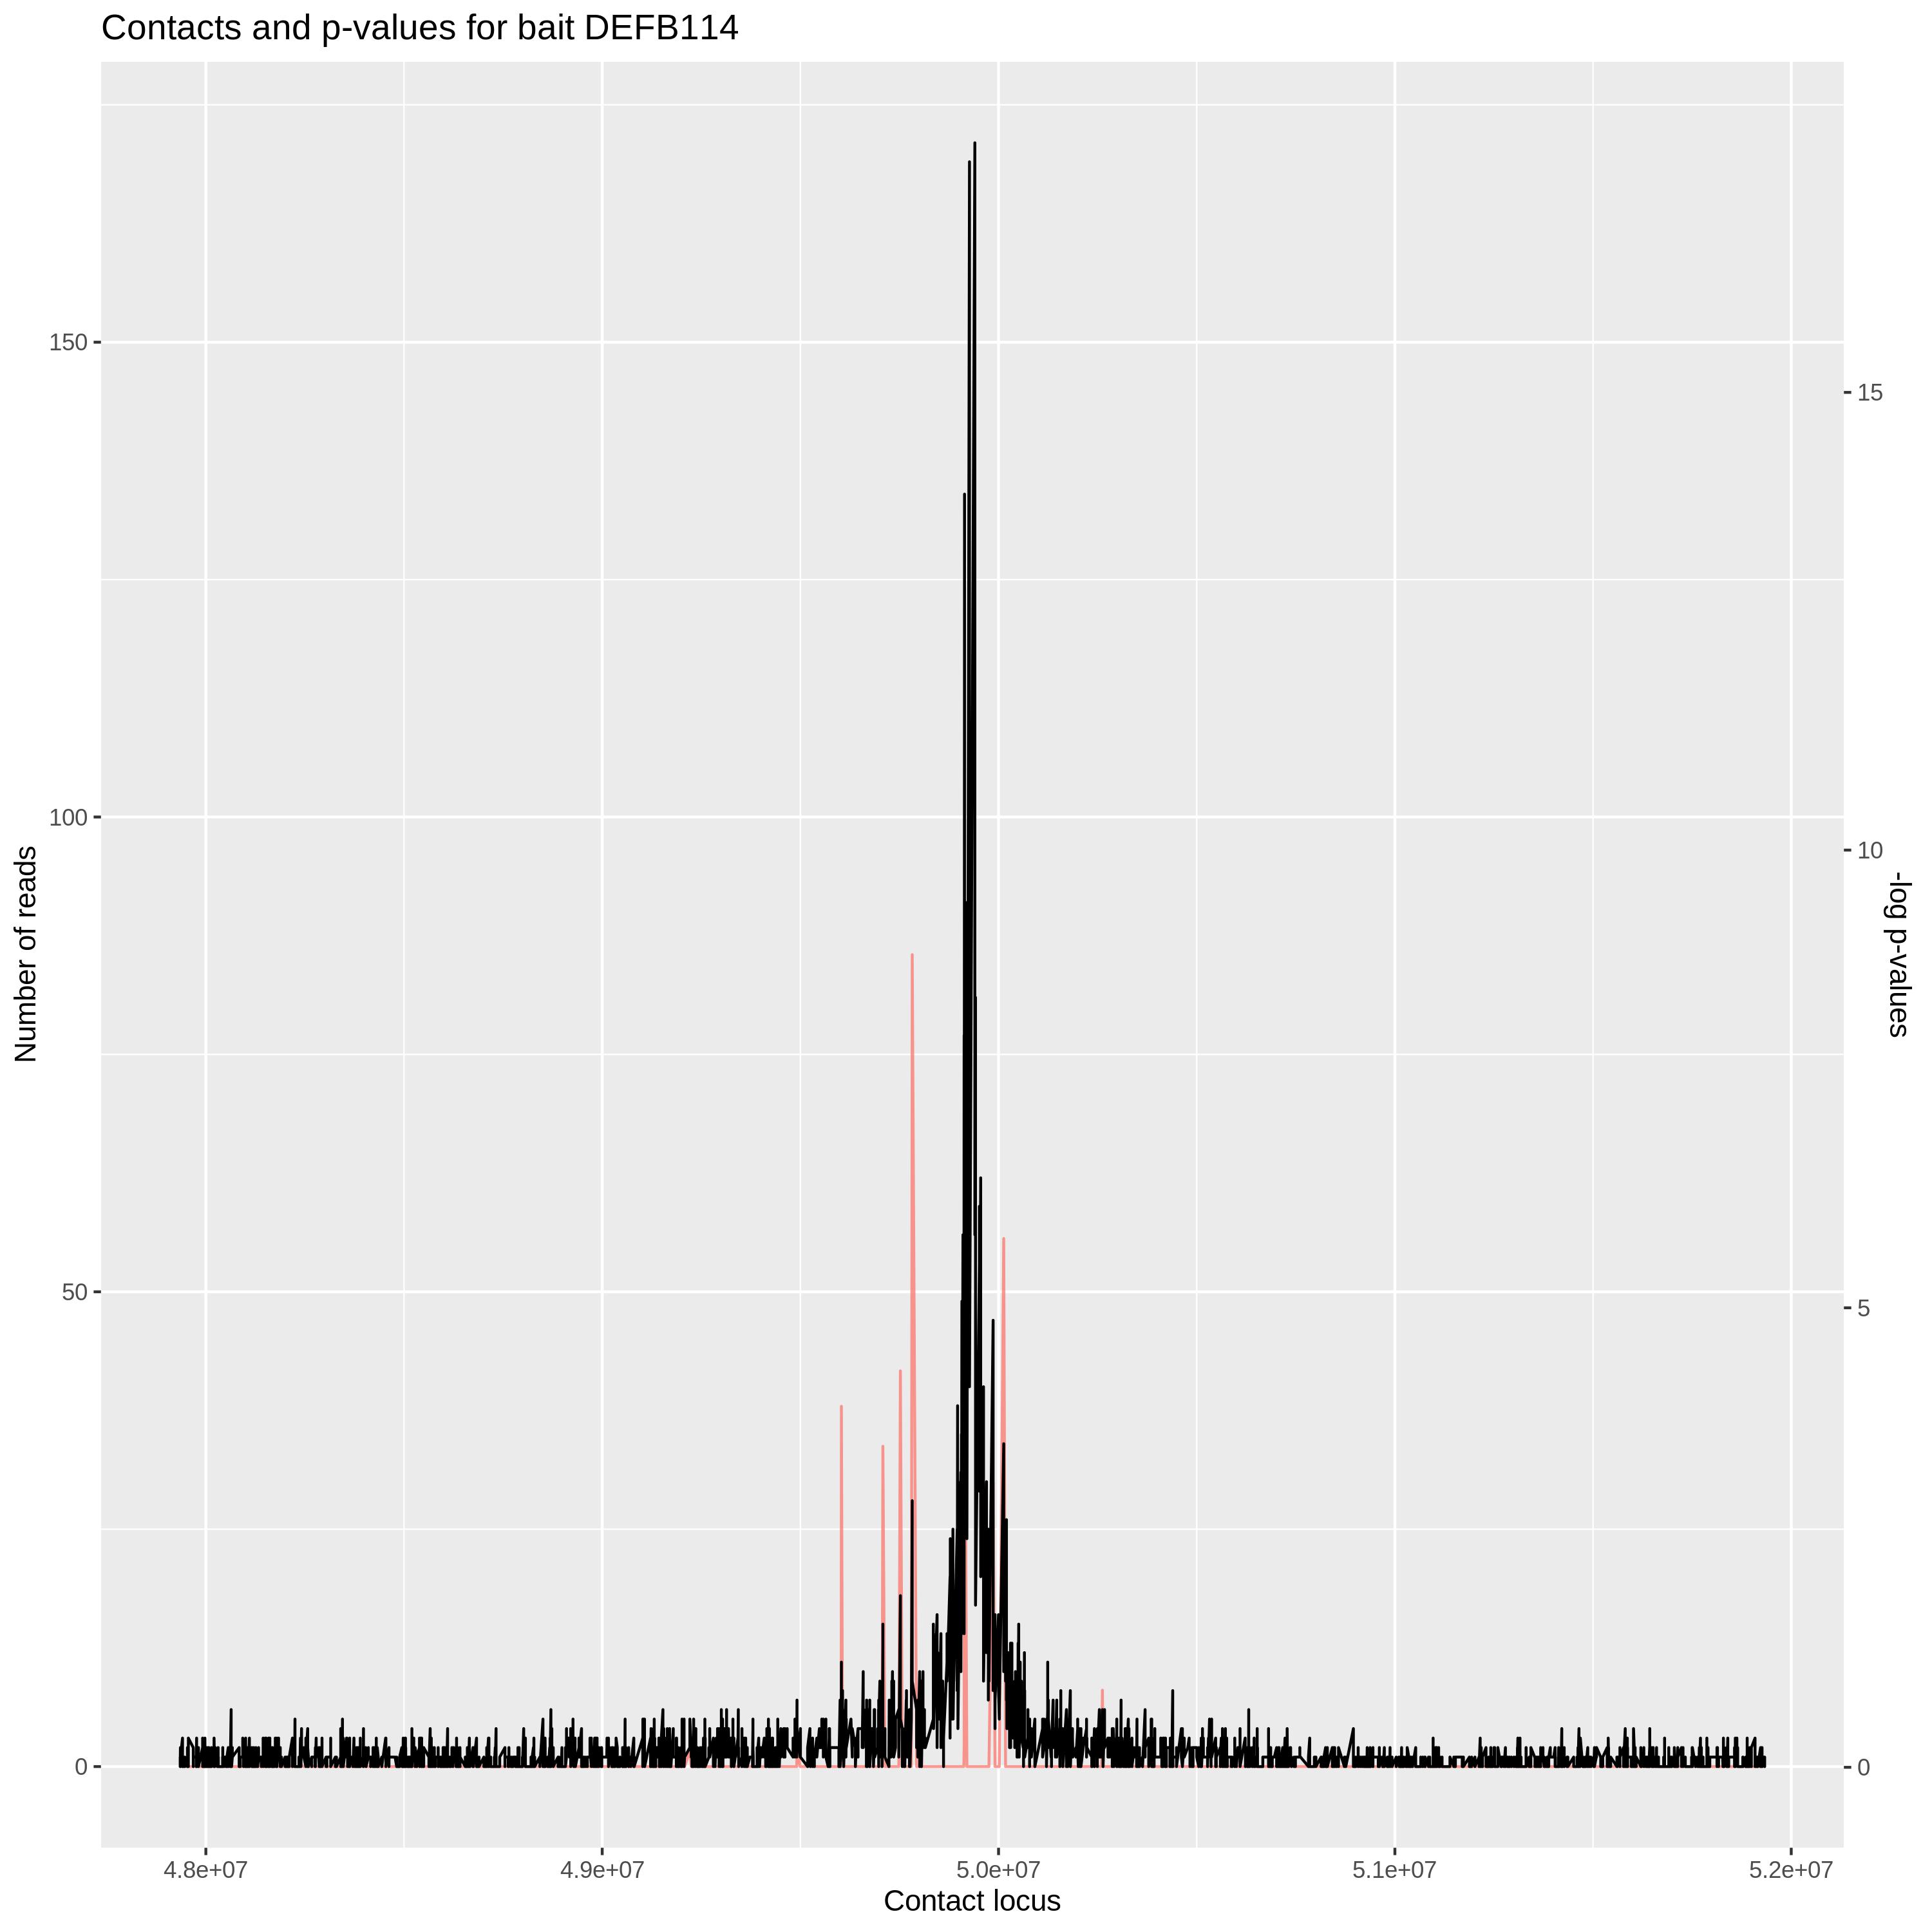 Contacts and p-values for bait DEFB114
150
100
50
0
Number of reads
15
10
5
0
-log p-values
4.8e+07
4.9e+07
5.0e+07
5.1e+07
5.2e+07
Contact locus